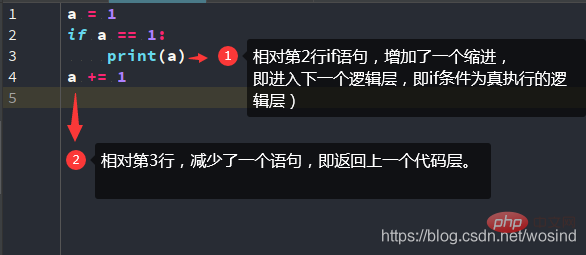 1 a = 1
2 if a == 1:
3 print(a)
4 a += 1
5
1 相对第2行if语句，增加了一个缩进，
即进入下一个逻辑层，即if条件为真执行的逻
辑层）
2 相对第3行，减少了一个语句，即返回上一个代码层。
php
https://blog.csdn.net/wosind